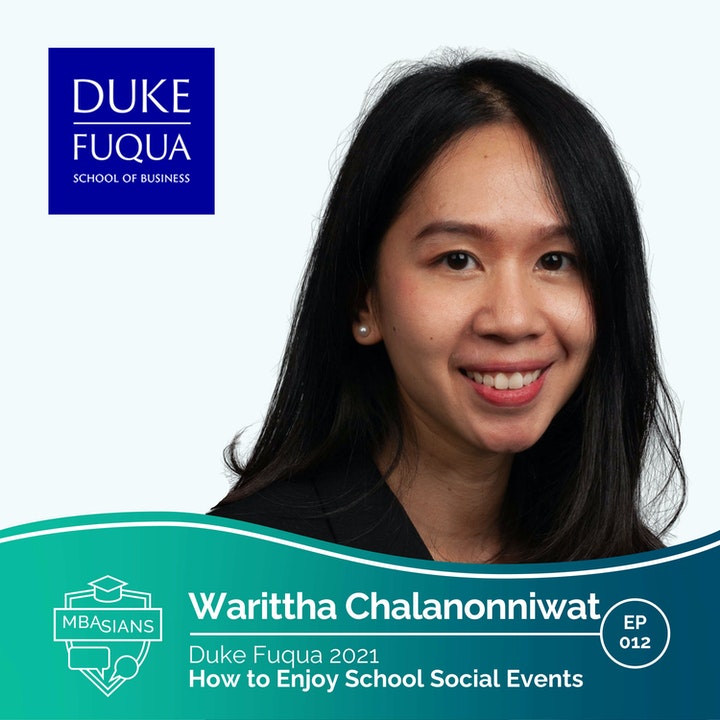 DUKE
FUQUA
SCHOOL OF BUSINESS
MBASIANS
Warittha Chalanonniwat
EP
012
Duke Fuqua 2021
How to Enjoy School Social Events